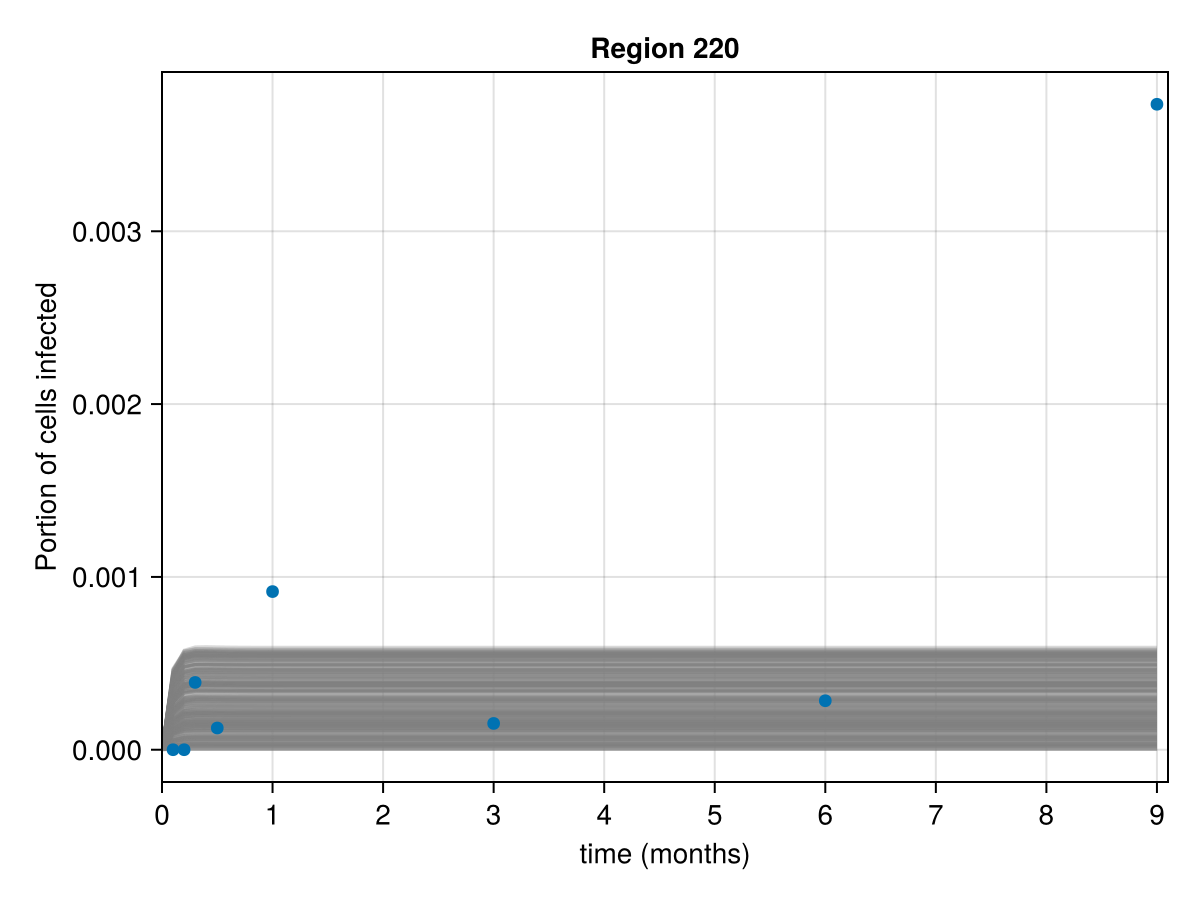 Region 220
Portion of cells infected
0.003
0.002
0.001
0.000
0 1 2 3 4 5 6 7 8 9
time (months)